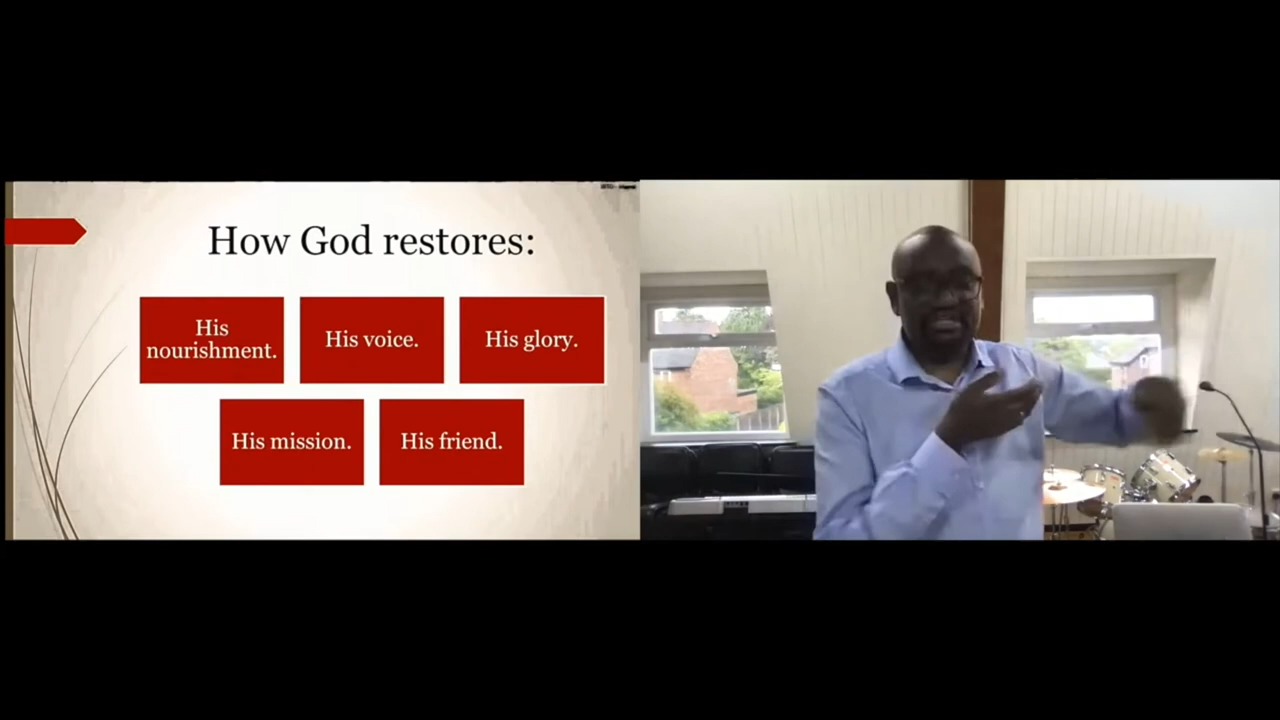 How God restores:
His
nourishment.
His voice.
His glory.
His mission.
His friend.